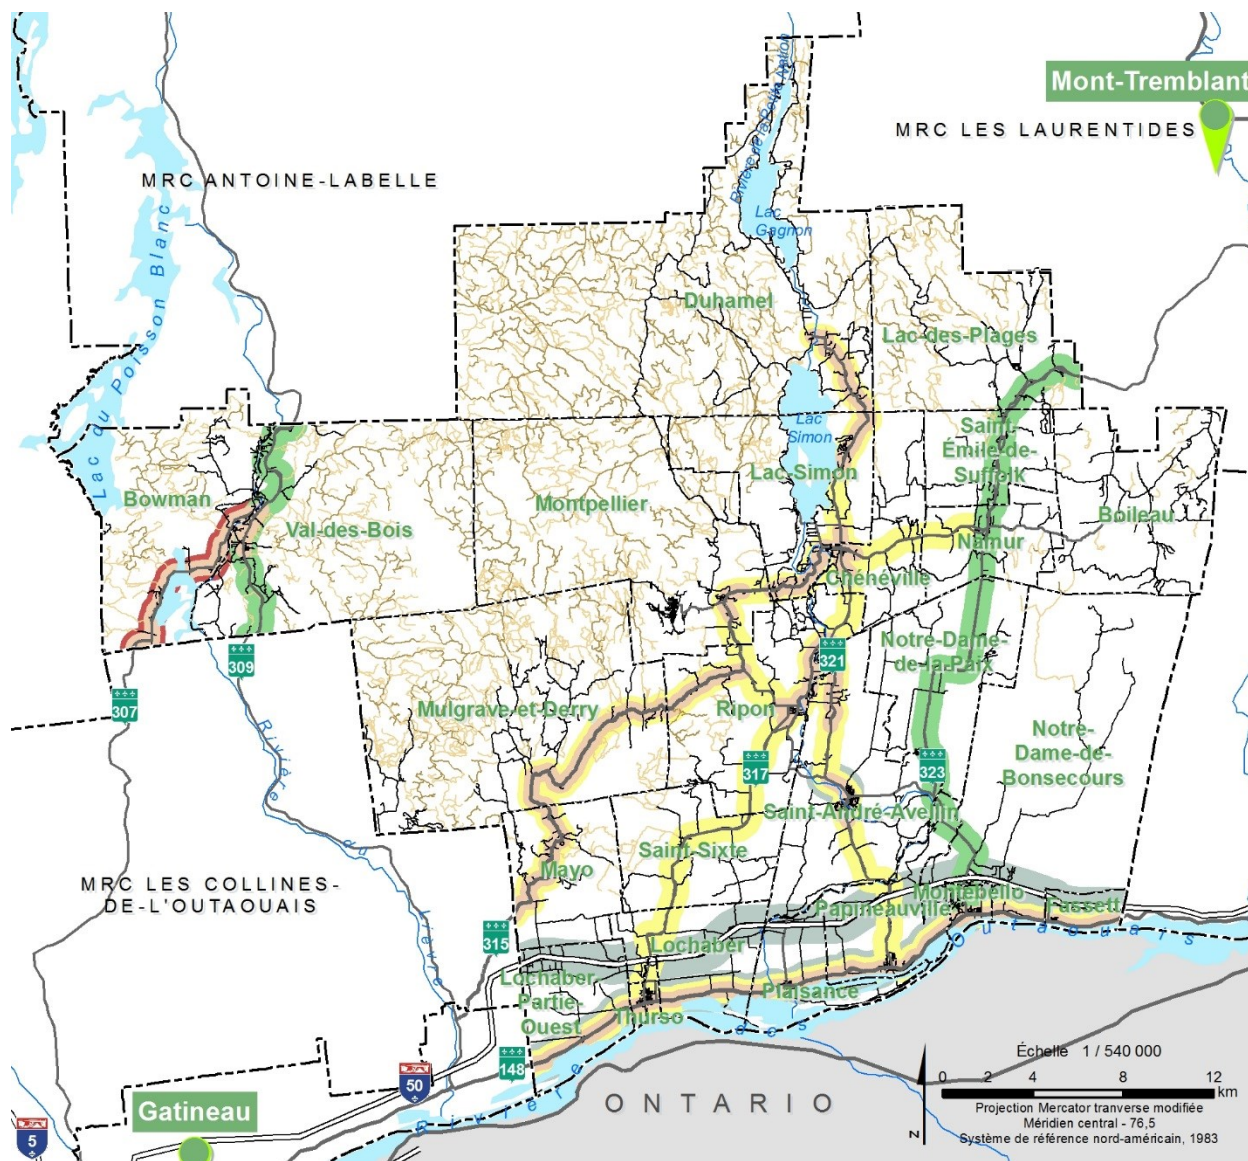 Mont-Tremblant
MRC LES LAURENTIDES
MRC ANTOINE-LABELLE
Rivière de la Petite Nation
Lac
Gagnon
Lac du Poisson Blanc
Duhamel
Lac-des-Plages
Lac
Simon
Saint-
Émile-de-
Suffolk
Lac-Simon
Bowman
Val-des-Bois
Montpellier
Boileau
Namur
Chénéville
Notre-Dame-
de-la-Paix
321
309
307
Mulgrave-et-Derry
Ripon
Notre-
Dame-de-
Bonsecours
317
323
Saint-André-Avellin
Rivière du Lièvre
Saint-Sixte
Mayo
MRC LES COLLINES-
DE-L'OUTAOUAIS
Montebello
Fassett
Papineauville
315
Lochaber
Lochaber-
Partie-
Ouest
Plaisance
Thurso
Rivière des Outaouais
148
50
Gatineau
5
ONTARIO
Échelle 1 / 540 000
0 2 4 8 12
km
Projection Mercator tranverse modifiée
Méridien central - 76,5
Système de référence nord-américain, 1983
N